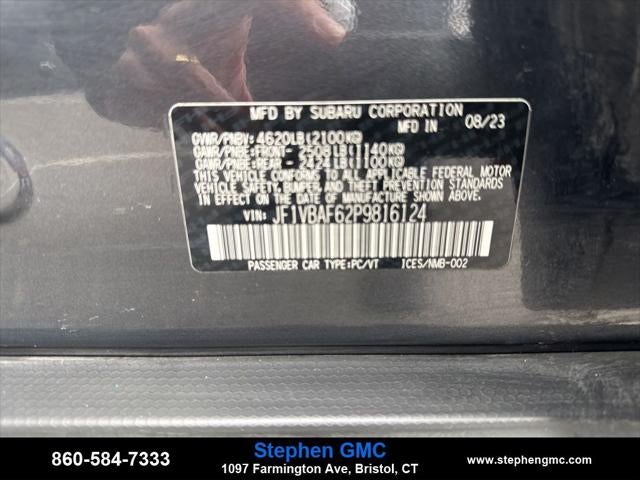 MFD BY SUBARU CORPORATION
MFD IN 08/23
GVWR/PNBV: 4620LB(2100KG)
GAWR/PNBE:FRONT- 2508LB(1140KG)
GAWR/PNBE:REAR - 2424LB(1100KG)
THIS VEHICLE CONFORMS TO ALL APPLICABLE FEDERAL MOTOR
VEHICLE SAFETY, BUMPER, AND THEFT PREVENTION STANDARDS
IN EFFECT ON THE DATE OF MANUFACTURE SHOWN ABOVE.
VIN: JF1VBAF62P9816124
PASSENGER CAR TYPE:PC/VT ICES/NMB-002
860-584-7333
Stephen GMC
1097 Farmington Ave, Bristol, CT
www.stephengmc.com